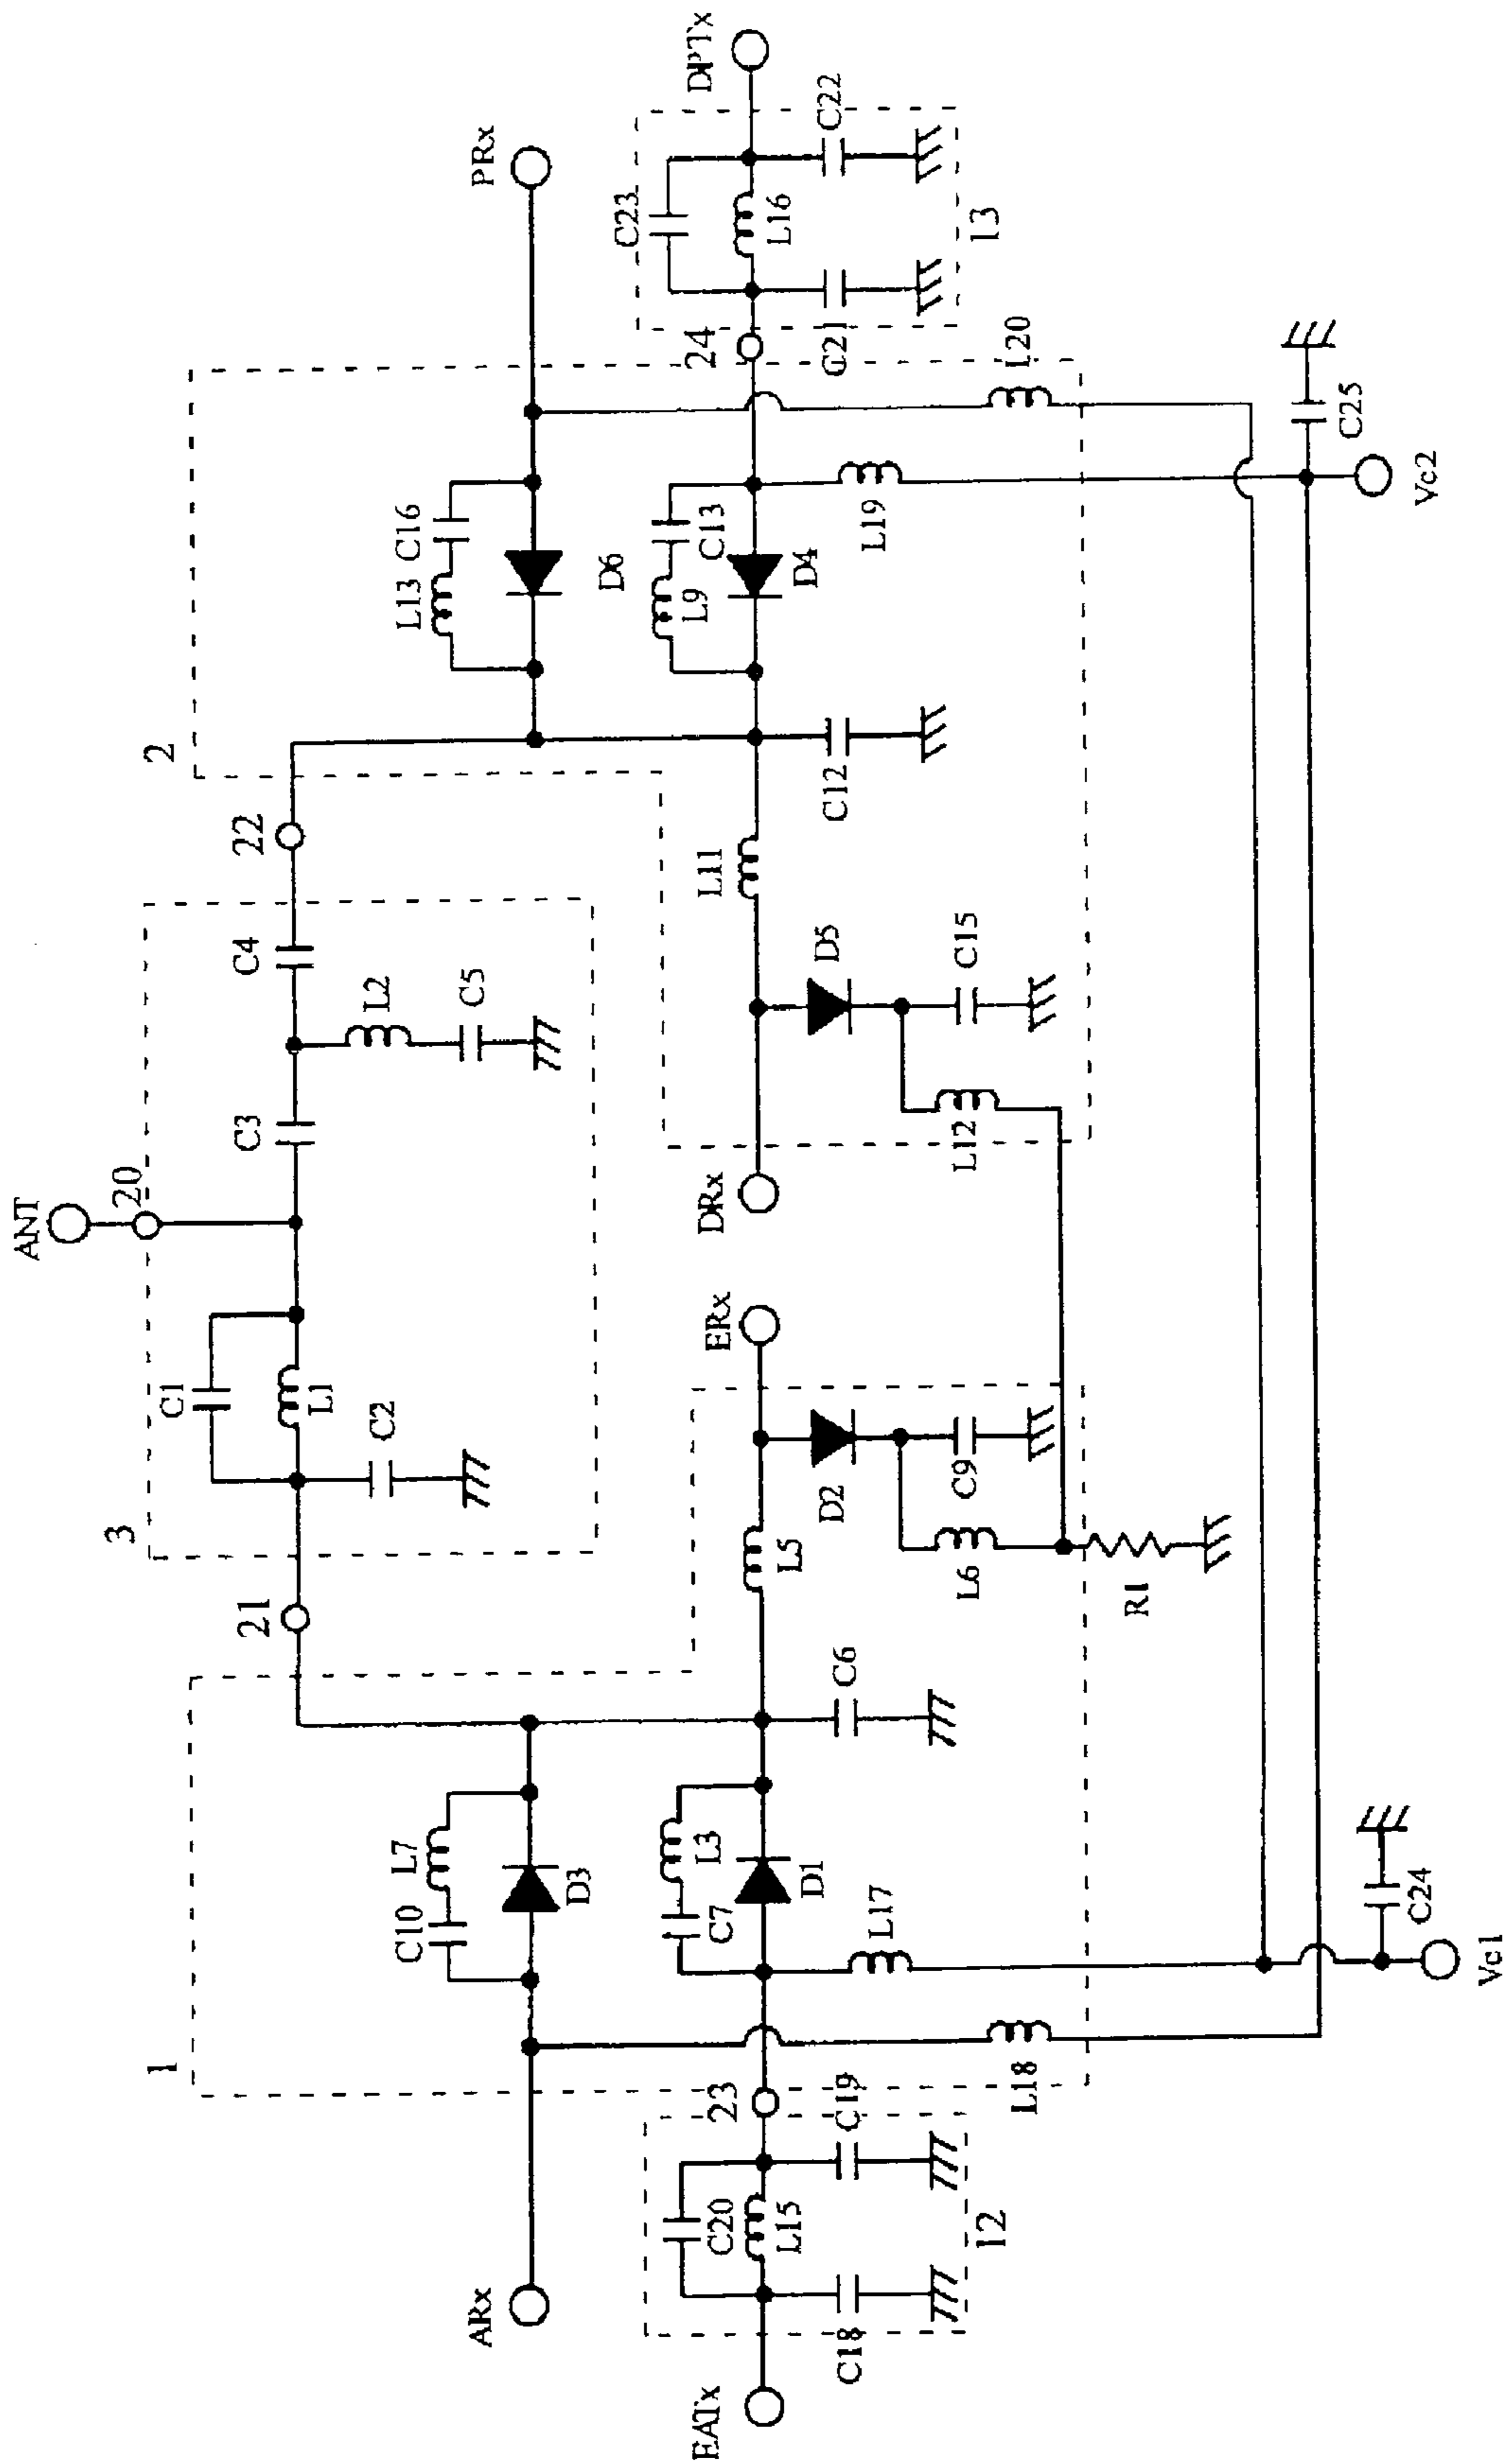 ANT
20
C1
L1
C2
C3
C4
L2
C5
3
21
22
1
2
C10
L7
D3
C7
L3
D1
C6
L5
ERx
D2
C9
L6
R1
L17
L18
ARx
EATx
C20
L15
C18
C19
23
12
L13
C16
D6
PRx
L9
C13
D4
C12
L11
DRx
D5
C15
L12
L19
L20
24
C23
L16
C21
C22
DPTx
13
C24
Vc1
C25
Vc2